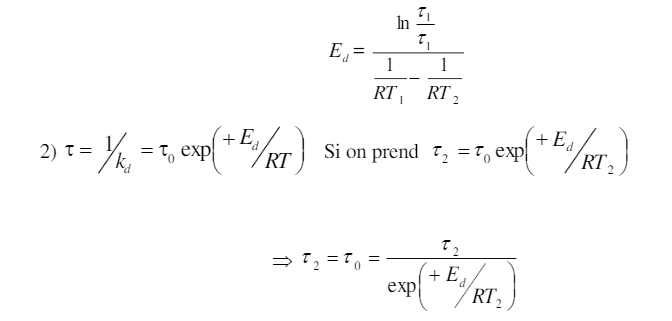 E_d = ln τ₁/τ₁ / (1/RT₁ − 1/RT₂)
2) τ = 1/k_d = τ₀ exp(+E_d/RT) Si on prend τ₂ = τ₀ exp(+E_d/RT₂)
⇒ τ₂ = τ₀ = τ₂ / exp(+E_d/RT₂)